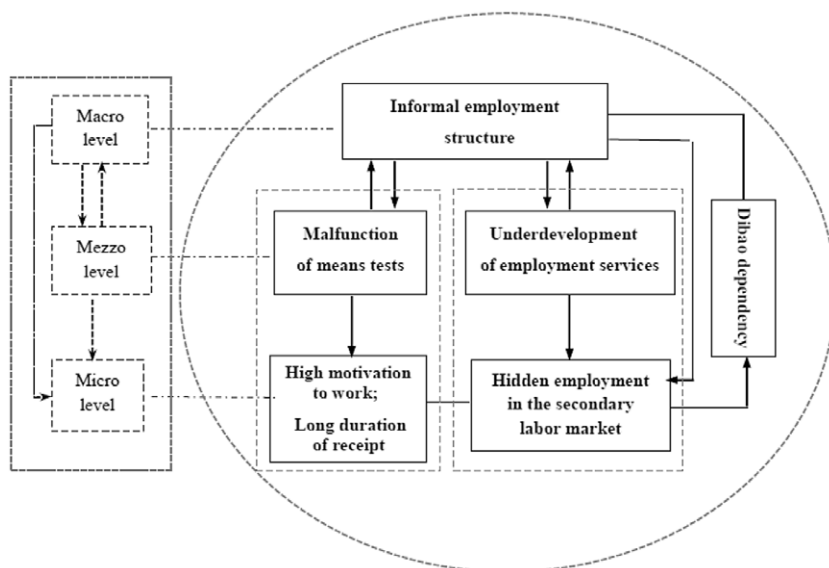 Macro
level
Informal employment
structure
Mezzo
level
Malfunction
of means tests
Underdevelopment
of employment services
Dibao dependency
Micro
level
High motivation
to work;
Long duration
of receipt
Hidden employment
in the secondary
labor market